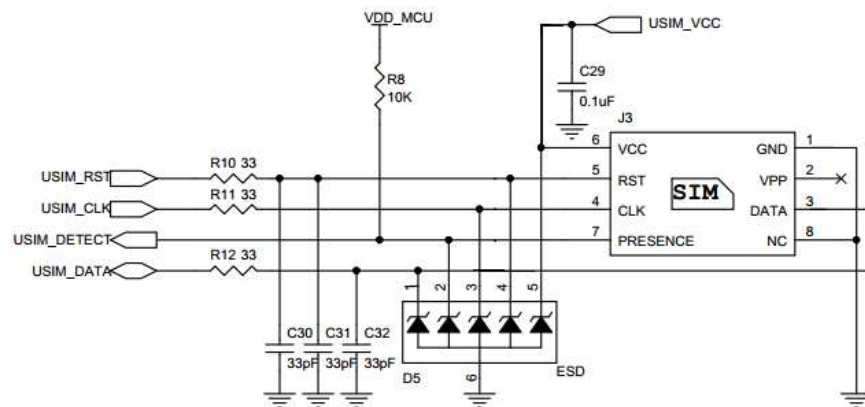 VDD_MCU
USIM_VCC
R8
10K
C29
0.1uF
J3
6 VCC GND 1
USIM_RST R10 33 5 RST VPP 2
SIM
USIM_CLK R11 33 4 CLK DATA 3
USIM_DETECT 7 PRESENCE NC 8
USIM_DATA R12 33
1 2 3 4 5
C30 C31 C32
33pF 33pF 33pF
D5 6 ESD